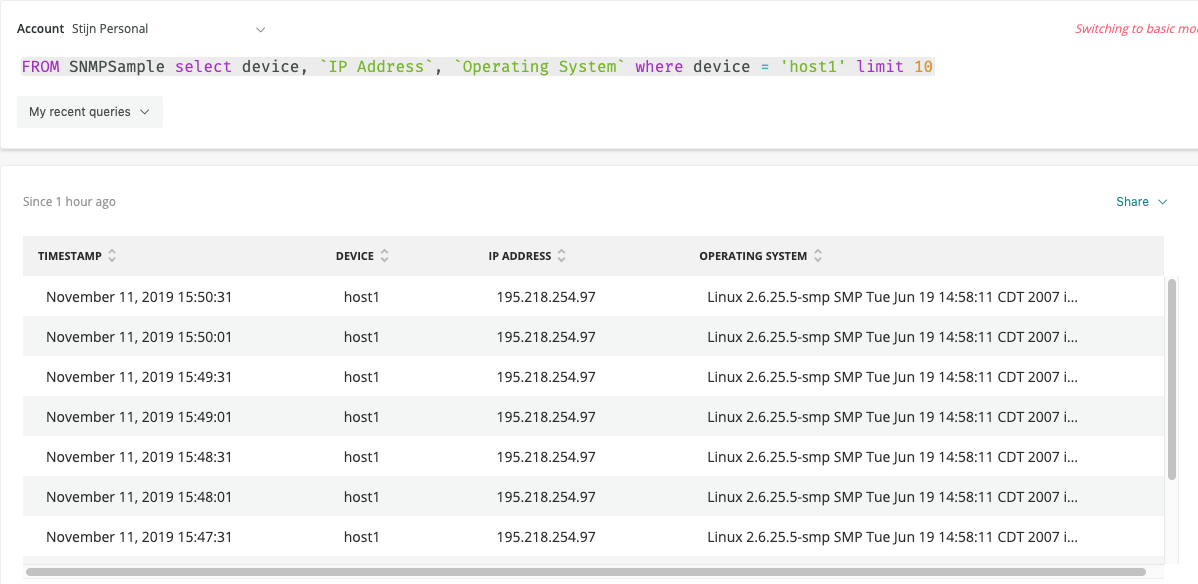 Account Stijn Personal
Switching to basic mo
FROM SNMPSample select device, `IP Address`, `Operating System` where device = 'host1' limit 10
My recent queries
Since 1 hour ago
Share
TIMESTAMP DEVICE IP ADDRESS OPERATING SYSTEM
November 11, 2019 15:50:31 host1 195.218.254.97 Linux 2.6.25.5-smp SMP Tue Jun 19 14:58:11 CDT 2007 i...
November 11, 2019 15:50:01 host1 195.218.254.97 Linux 2.6.25.5-smp SMP Tue Jun 19 14:58:11 CDT 2007 i...
November 11, 2019 15:49:31 host1 195.218.254.97 Linux 2.6.25.5-smp SMP Tue Jun 19 14:58:11 CDT 2007 i...
November 11, 2019 15:49:01 host1 195.218.254.97 Linux 2.6.25.5-smp SMP Tue Jun 19 14:58:11 CDT 2007 i...
November 11, 2019 15:48:31 host1 195.218.254.97 Linux 2.6.25.5-smp SMP Tue Jun 19 14:58:11 CDT 2007 i...
November 11, 2019 15:48:01 host1 195.218.254.97 Linux 2.6.25.5-smp SMP Tue Jun 19 14:58:11 CDT 2007 i...
November 11, 2019 15:47:31 host1 195.218.254.97 Linux 2.6.25.5-smp SMP Tue Jun 19 14:58:11 CDT 2007 i...